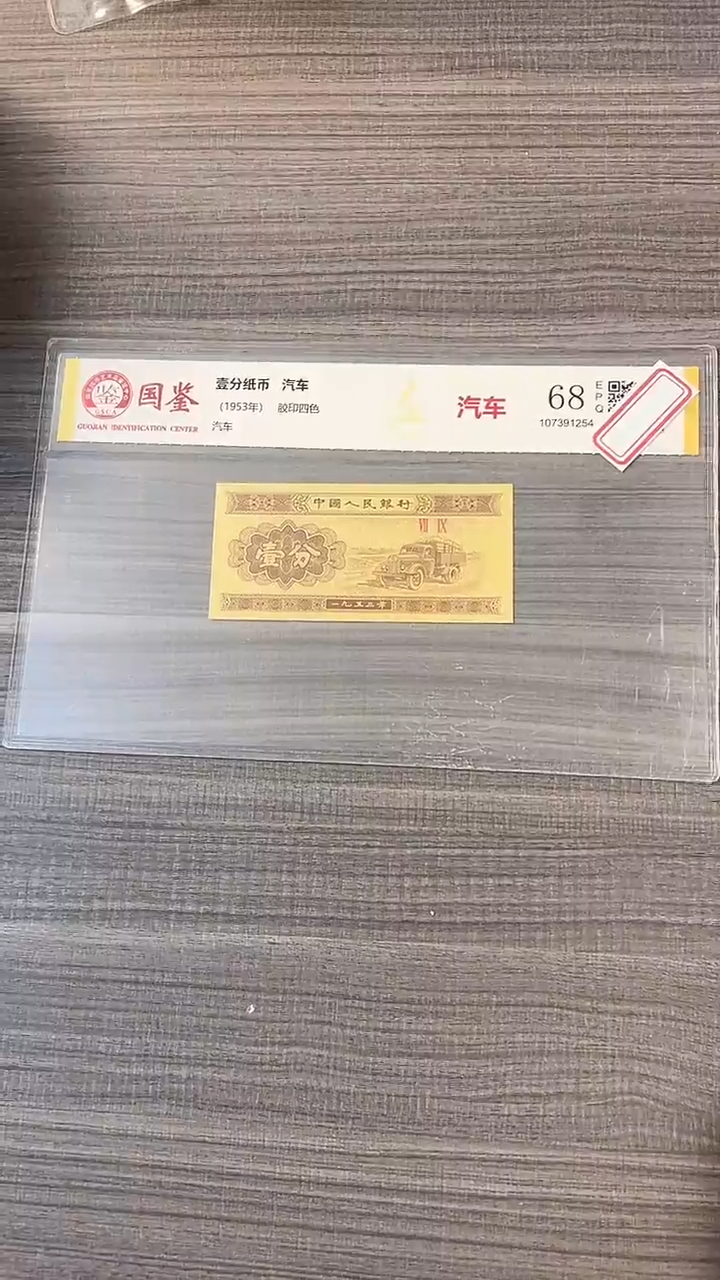 国鉴
GUOJIAN IDENTIFICATION CENTER
GSCA
壹分纸币 汽车
（1953年） 胶印四色
汽车
汽车
68
EPQ
107391254
中國人民銀行
VII IX
壹分
一九五三年